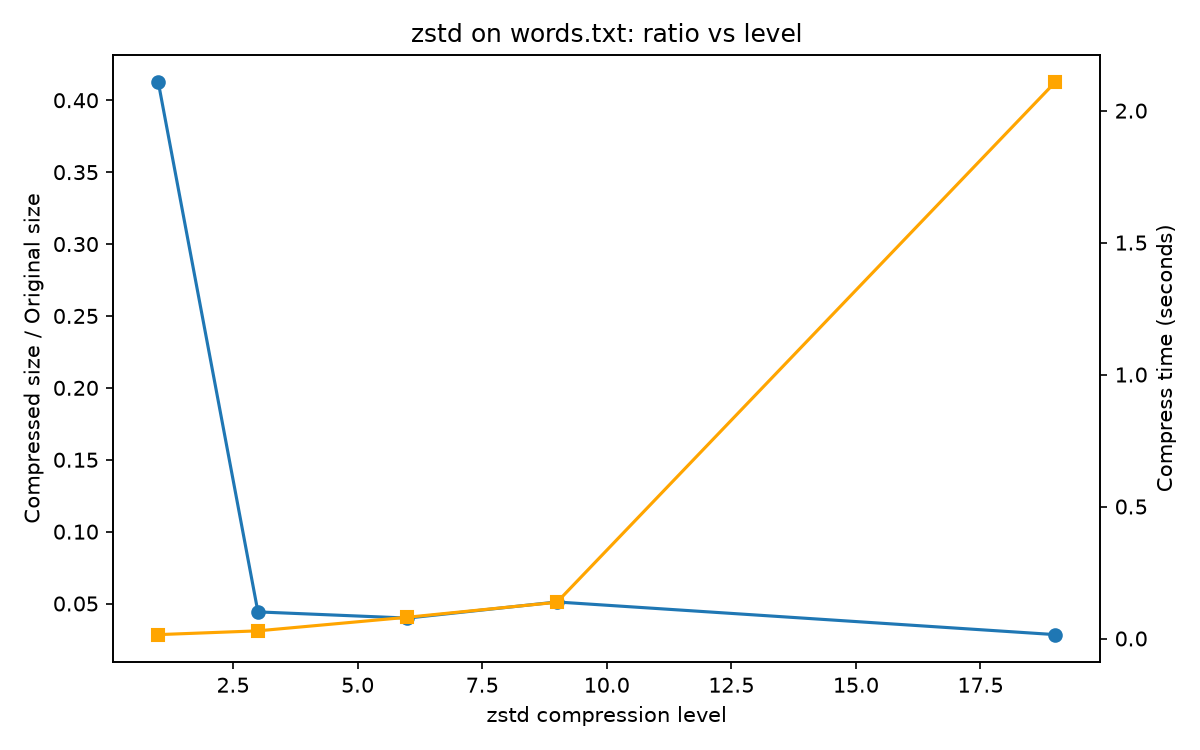 zstd on words.txt: ratio vs level
Compressed size / Original size
0.40
0.35
0.30
0.25
0.20
0.15
0.10
0.05
2.0
1.5
1.0
0.5
0.0
Compress time (seconds)
2.5 5.0 7.5 10.0 12.5 15.0 17.5
zstd compression level